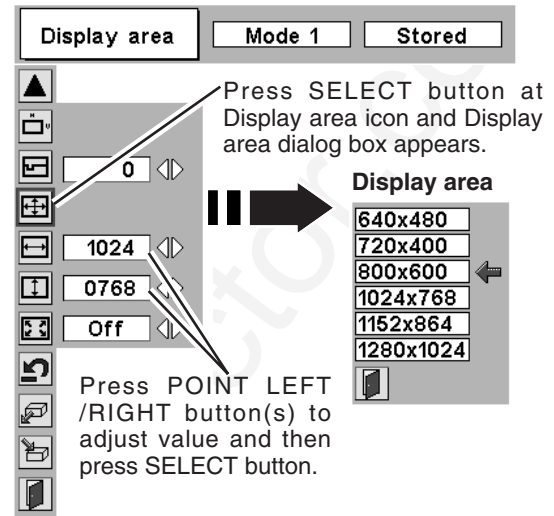 Display area
Mode 1
Stored
Press SELECT button at
Display area icon and Display
area dialog box appears.
H
V
0
Display area
640x480
720x400
800x600
1024x768
1152x864
1280x1024
1024
0768
Off
Press POINT LEFT
/RIGHT button(s) to
adjust value and then
press SELECT button.